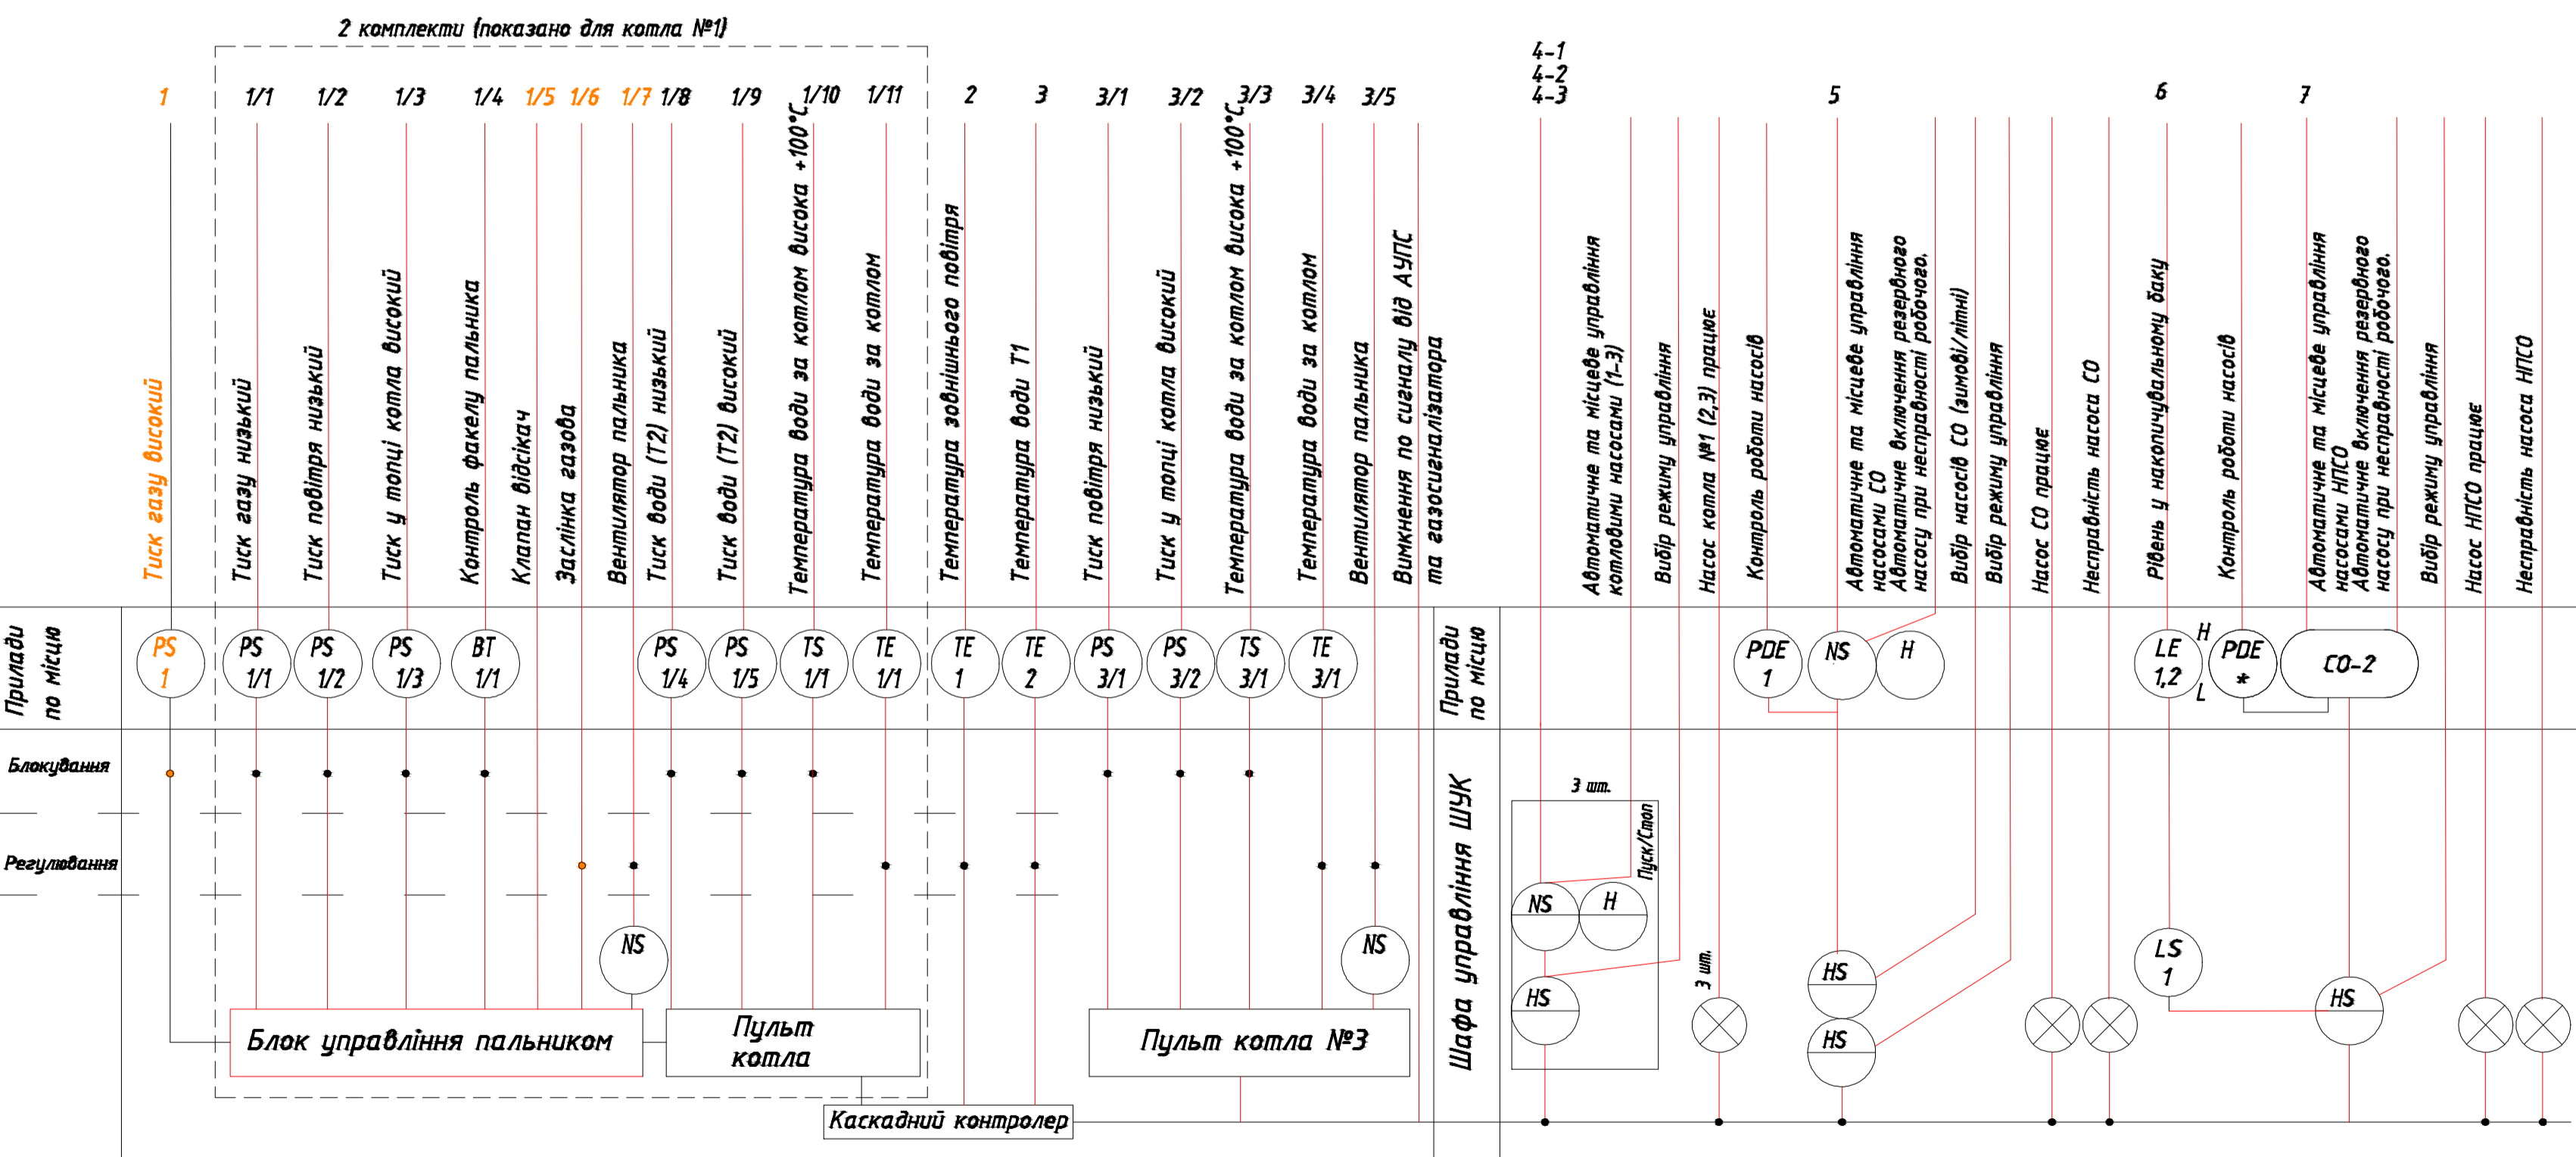 2 комплекти (показано для котла №1)
1
1/1
1/2
1/3
1/4
1/5
1/6
1/7
1/8
1/9
1/10
1/11
2
3
3/1
3/2
3/3
3/4
3/5
4-1
4-2
4-3
5
6
7
Тиск газу високий
Тиск газу низький
Тиск повітря низький
Тиск у топці котла високий
Контроль факелу пальника
Клапан відсікач
Заслінка газова
Вентилятор пальника
Тиск води (Т2) низький
Тиск води (Т2) високий
Температура води за котлом висока +100°С
Температура води за котлом
Температура зовнішнього повітря
Температура води Т1
Тиск повітря низький
Тиск у топці котла високий
Температура води за котлом висока +100°С
Температура води за котлом
Вентилятор пальника
Вимкнення по сигналу від АУПС
та газосигналізатора
Автоматичне та місцеве управління
котловими насосами (1-3)
Вибір режиму управління
Насос котла №1 (2,3) працює
Контроль роботи насосів
Автоматичне та місцеве управління
насосами СО
Автоматичне включення резервного
насосу при несправності робочого.
Вибір насосів СО (зимові/літні)
Вибір режиму управління
Насос СО працює
Несправність насоса СО
Рівень у накопичувальному баку
Контроль роботи насосів
Автоматичне та місцеве управління
насосами НПСО
Автоматичне включення резервного
насосу при несправності робочого.
Вибір режиму управління
Насос НПСО працює
Несправність насоса НПСО
Прилади
по місцю
PS
1
PS
1/1
PS
1/2
PS
1/3
BT
1/1
PS
1/4
PS
1/5
TS
1/1
TE
1/1
TE
1
TE
2
PS
3/1
PS
3/2
TS
3/1
TE
3/1
Прилади
по місцю
PDE
1
NS
H
LE
1,2
H
L
PDE
*
СО-2
Блокування
Регулювання
NS
NS
Шафа управління ШУК
3 шт.
Пуск/Стоп
NS
H
HS
3 шт.
HS
HS
LS
1
HS
Блок управління пальником
Пульт
котла
Пульт котла №3
Каскадний контролер